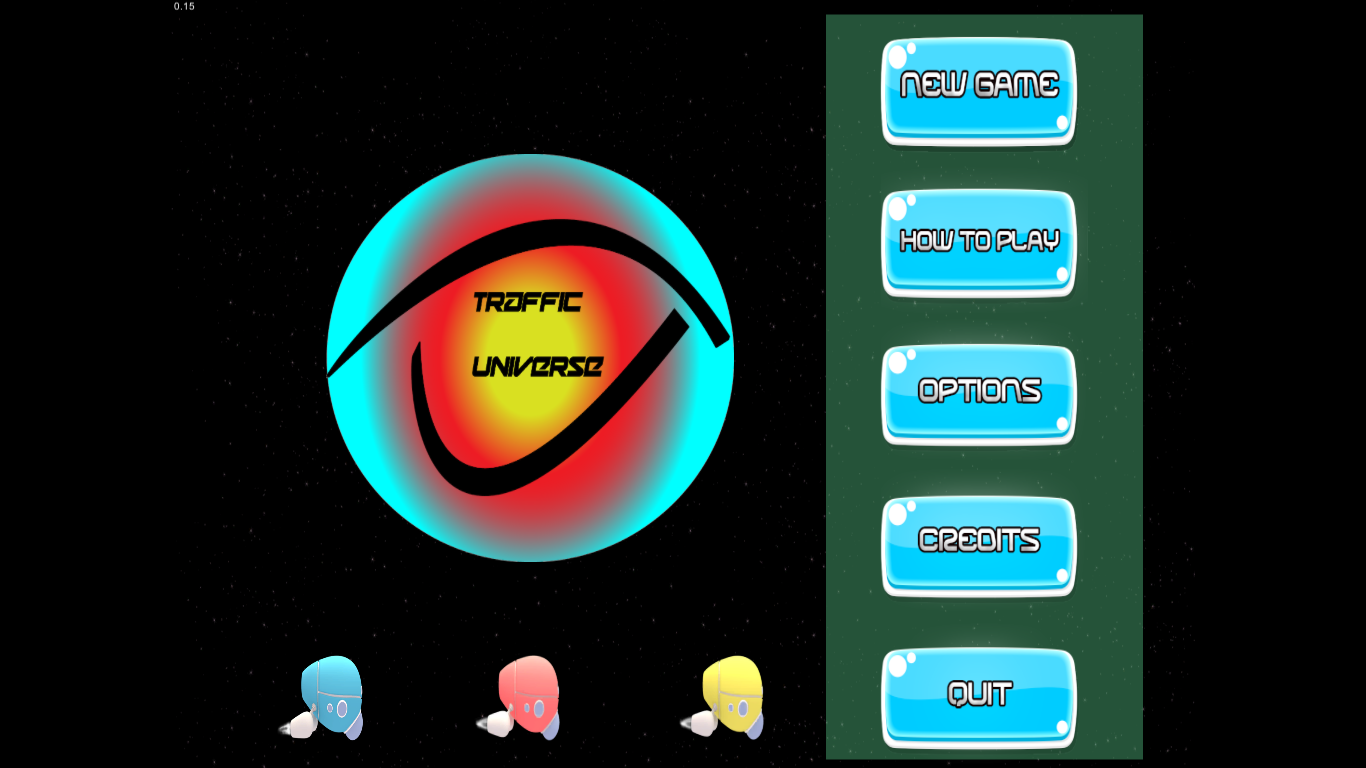 0.15
TRAFFIC
UNIVERSE
NEW GAME
HOW TO PLAY
OPTIONS
CREDITS
QUIT